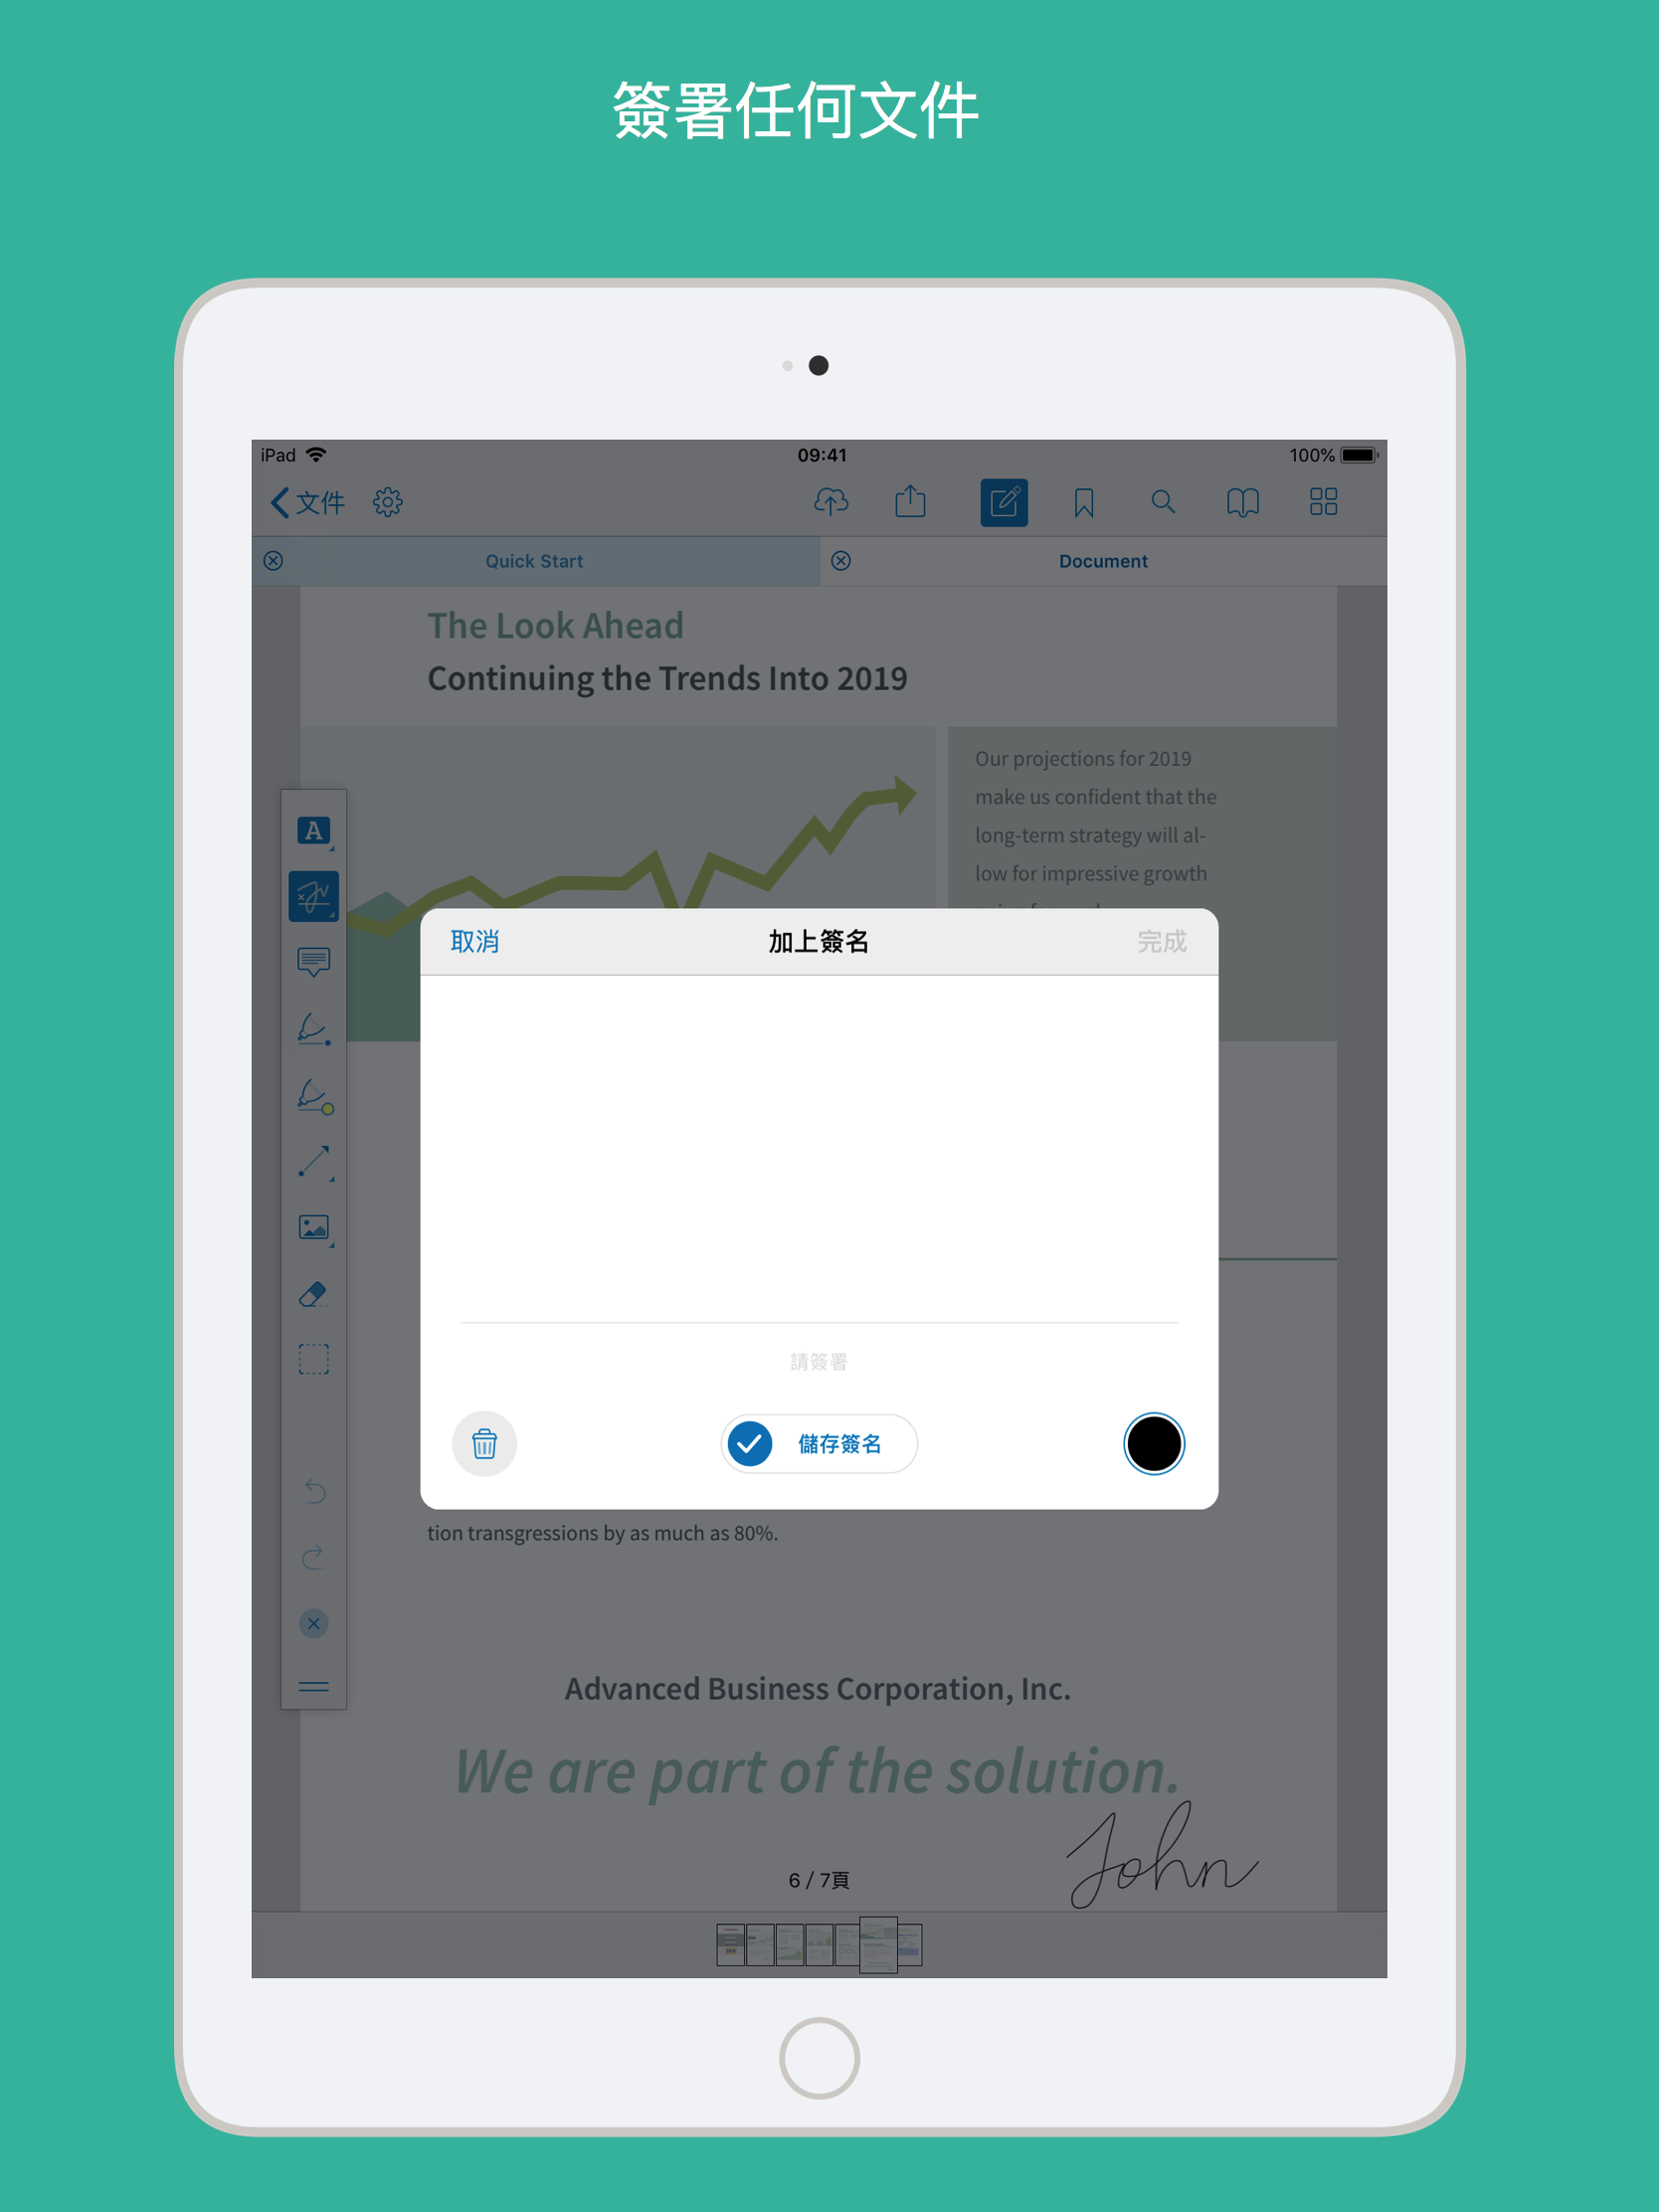 簽署任何文件
iPad 09:41 100%
文件
Quick Start Document
The Look Ahead
Continuing the Trends Into 2019
Our projections for 2019
make us confident that the
long-term strategy will al-
low for impressive growth
A
取消 加上簽名 完成
請簽署
儲存簽名
tion transgressions by as much as 80%.
Advanced Business Corporation, Inc.
We are part of the solution.
John
6 / 7頁